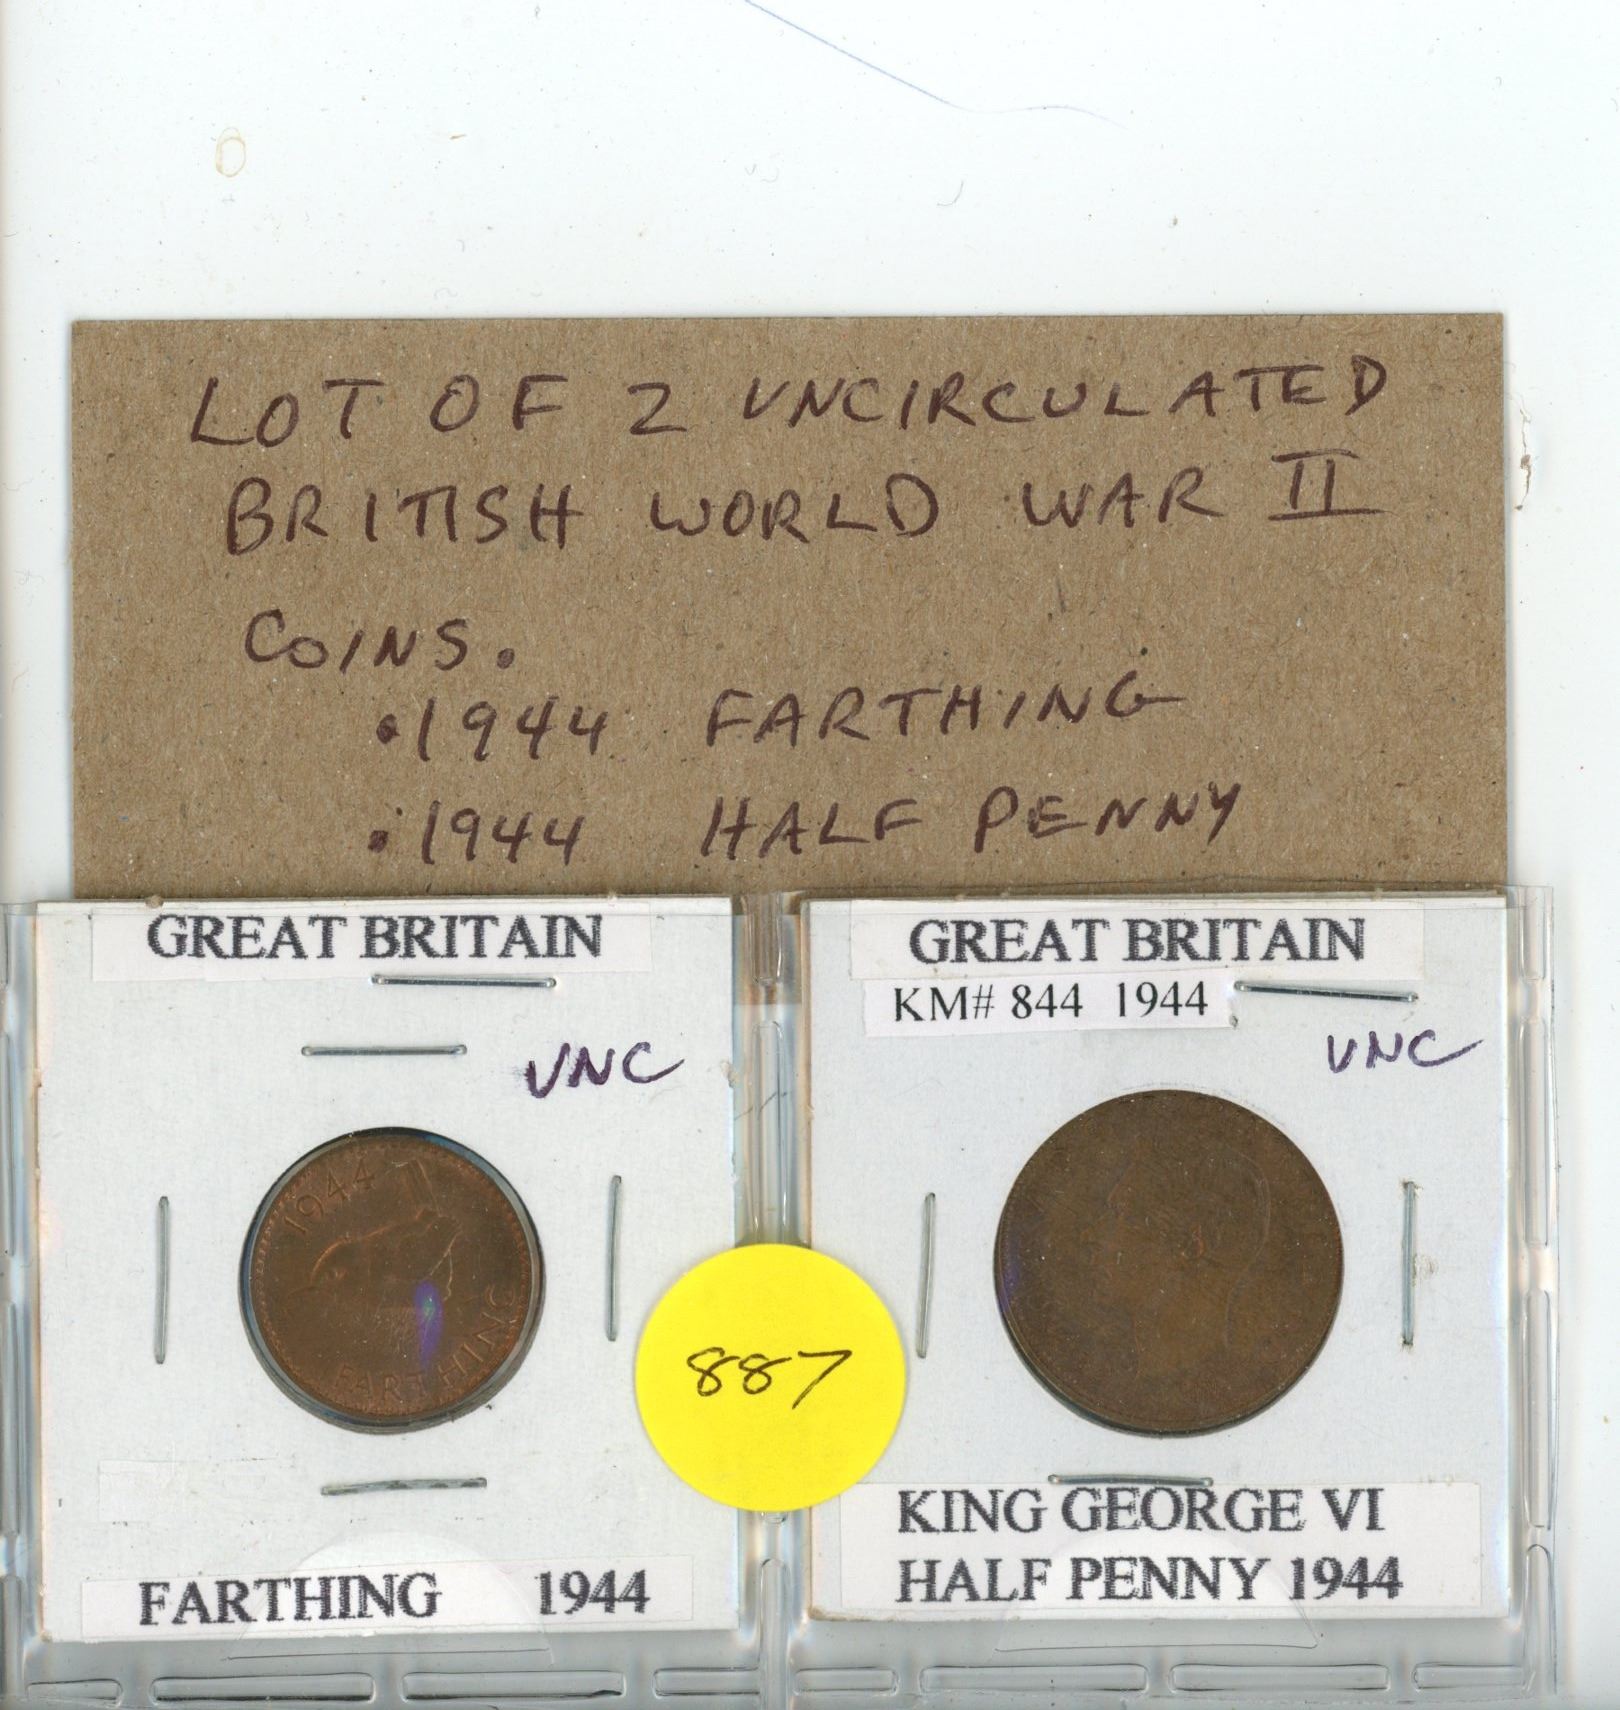 LOT OF 2 UNCIRCULATED
BRITISH WORLD WAR II
COINS.
• 1944 FARTHING
• 1944 HALF PENNY
GREAT BRITAIN
UNC
1944
FARTHING
FARTHING 1944
887
GREAT BRITAIN
KM# 844 1944
UNC
KING GEORGE VI
HALF PENNY 1944